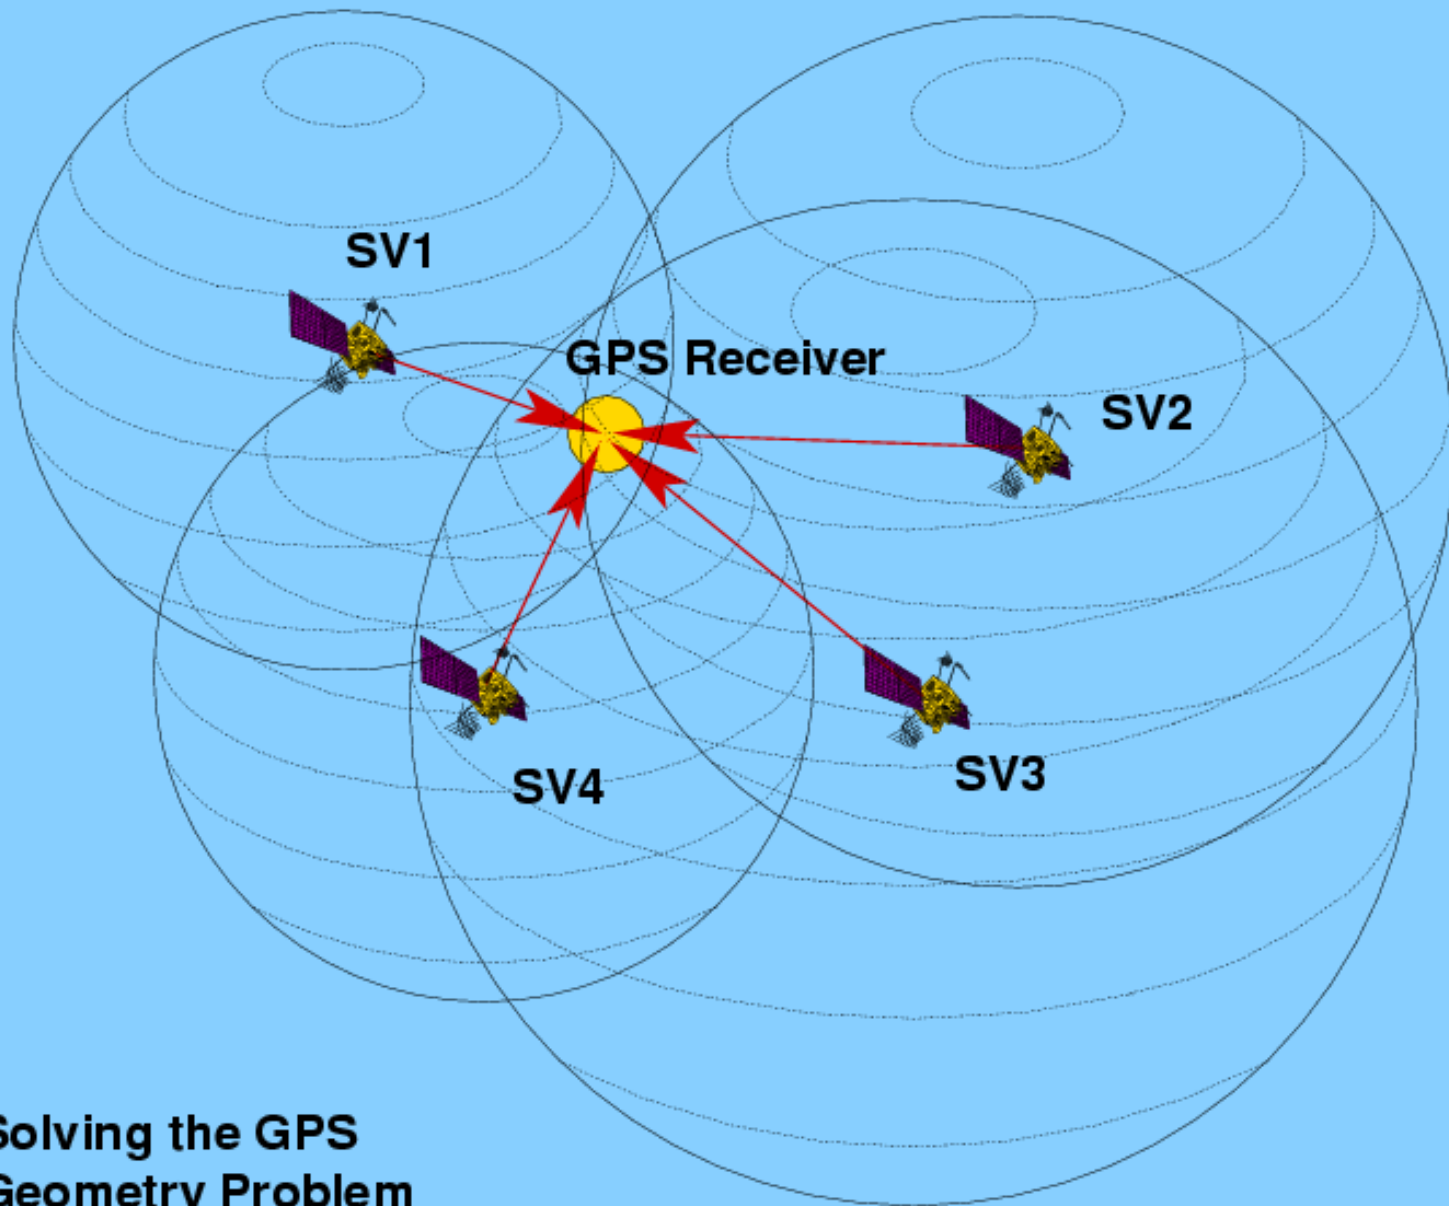 SV1
GPS Receiver
SV2
SV4
SV3
Solving the GPS
Geometry Problem